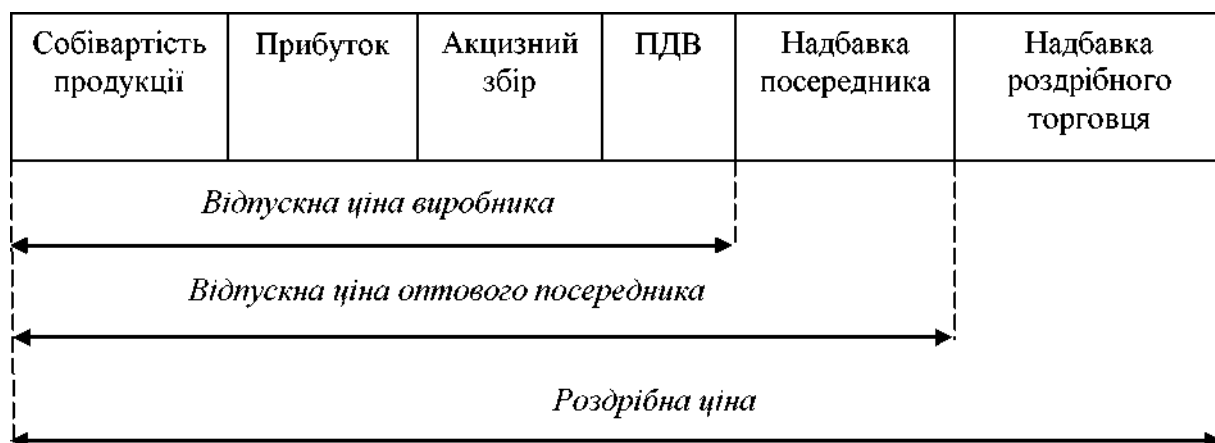 Собівартість продукції
Прибуток
Акцизний збір
ПДВ
Надбавка посередника
Надбавка роздрібного торговця
Відпускна ціна виробника
Відпускна ціна оптового посередника
Роздрібна ціна